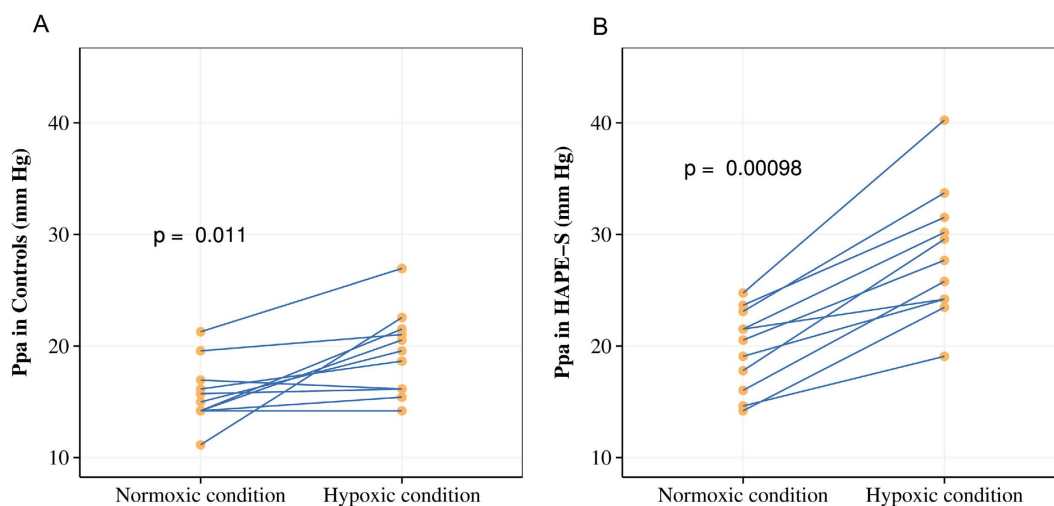 A
Ppa in Controls (mm Hg)
40
30
20
10
p = 0.011
Normoxic condition
Hypoxic condition
B
Ppa in HAPE−S (mm Hg)
40
30
20
10
p = 0.00098
Normoxic condition
Hypoxic condition